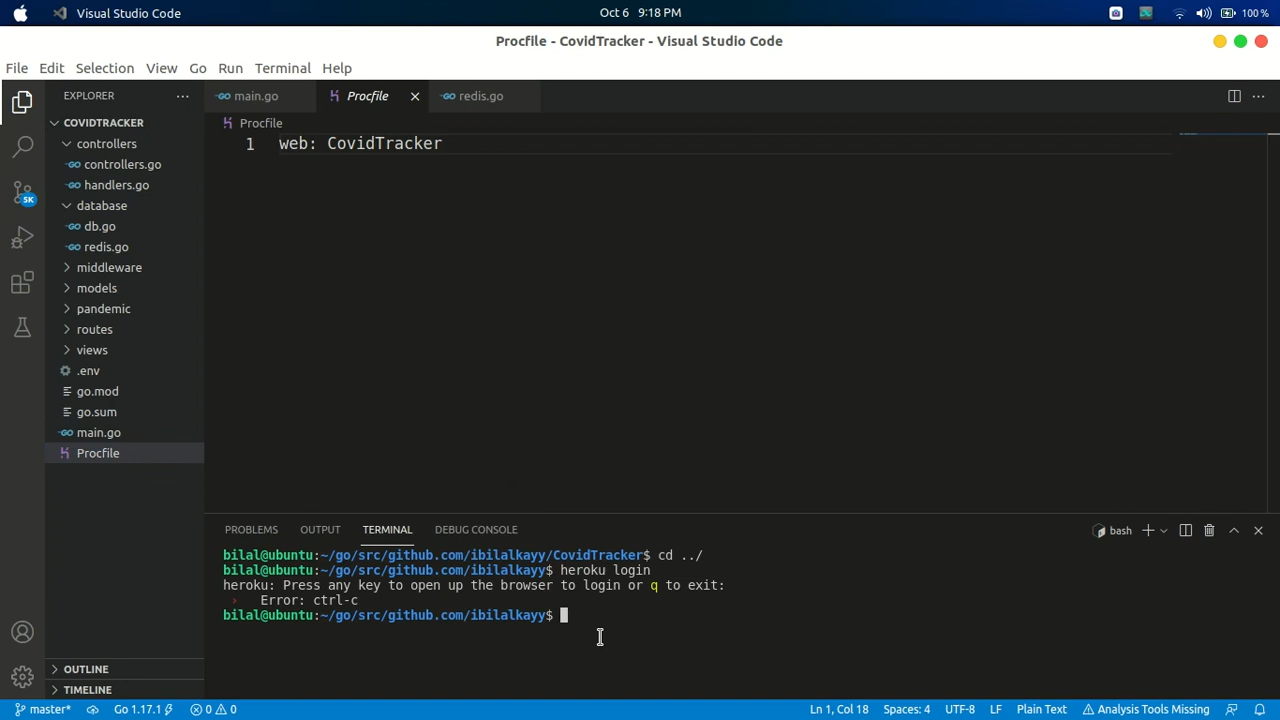 Visual Studio Code
Oct 6 9:18 PM
100 %
Procfile - CovidTracker - Visual Studio Code
File Edit Selection View Go Run Terminal Help
EXPLORER
main.go
Procfile
redis.go
COVIDTRACKER
Procfile
controllers
1 web: CovidTracker
controllers.go
handlers.go
5K
database
db.go
redis.go
middleware
models
pandemic
routes
views
.env
go.mod
go.sum
main.go
Procfile
PROBLEMS OUTPUT TERMINAL DEBUG CONSOLE
bash
bilal@ubuntu:~/go/src/github.com/ibilalkayy/CovidTracker$ cd ../
bilal@ubuntu:~/go/src/github.com/ibilalkayy$ heroku login
heroku: Press any key to open up the browser to login or q to exit:
› Error: ctrl-c
bilal@ubuntu:~/go/src/github.com/ibilalkayy$
OUTLINE
TIMELINE
master* Go 1.17.1 0 0 Ln 1, Col 18 Spaces: 4 UTF-8 LF Plain Text Analysis Tools Missing